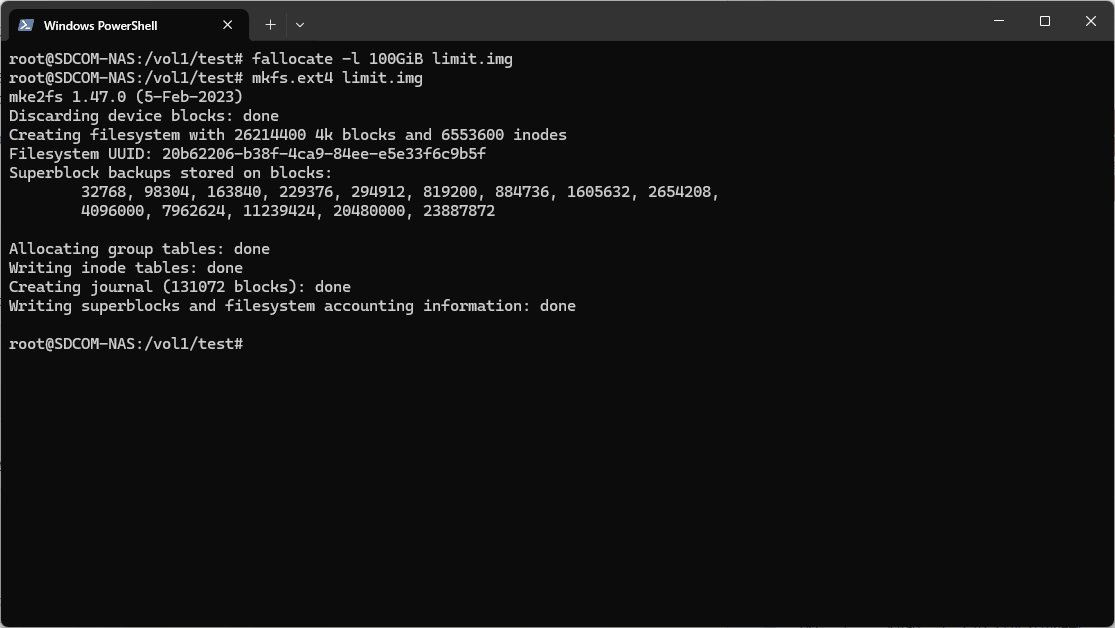 Windows PowerShell
root@SDCOM-NAS:/vol1/test# fallocate -l 100GiB limit.img
root@SDCOM-NAS:/vol1/test# mkfs.ext4 limit.img
mke2fs 1.47.0 (5-Feb-2023)
Discarding device blocks: done
Creating filesystem with 26214400 4k blocks and 6553600 inodes
Filesystem UUID: 20b62206-b38f-4ca9-84ee-e5e33f6c9b5f
Superblock backups stored on blocks:
32768, 98304, 163840, 229376, 294912, 819200, 884736, 1605632, 2654208,
4096000, 7962624, 11239424, 20480000, 23887872
Allocating group tables: done
Writing inode tables: done
Creating journal (131072 blocks): done
Writing superblocks and filesystem accounting information: done
root@SDCOM-NAS:/vol1/test#